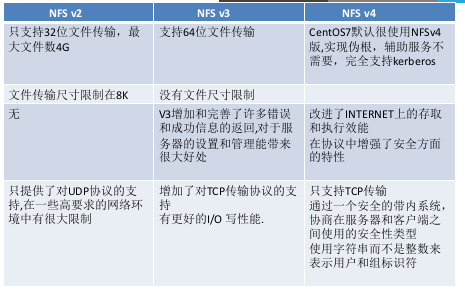 NFS v2
NFS v3
NFS v4
只支持32位文件传输，最
大文件数4G
支持64位文件传输
CentOS7默认很使用NFSv4
版,实现伪根，辅助服务不
需要，完全支持kerberos
文件传输尺寸限制在8K
没有文件尺寸限制
无
V3增加和完善了许多错误
和成功信息的返回,对于服
务器的设置和管理能带来
很大好处
改进了INTERNET上的存取
和执行效能
在协议中增强了安全方面
的特性
只提供了对UDP协议的支
持,在一些高要求的网络环
境中有很大限制
增加了对TCP传输协议的支
持
有更好的I/O 写性能.
只支持TCP传输
通过一个安全的带内系统，
协商在服务器和客户端之
间使用的安全性类型
使用字符串而不是整数来
表示用户和组标识符